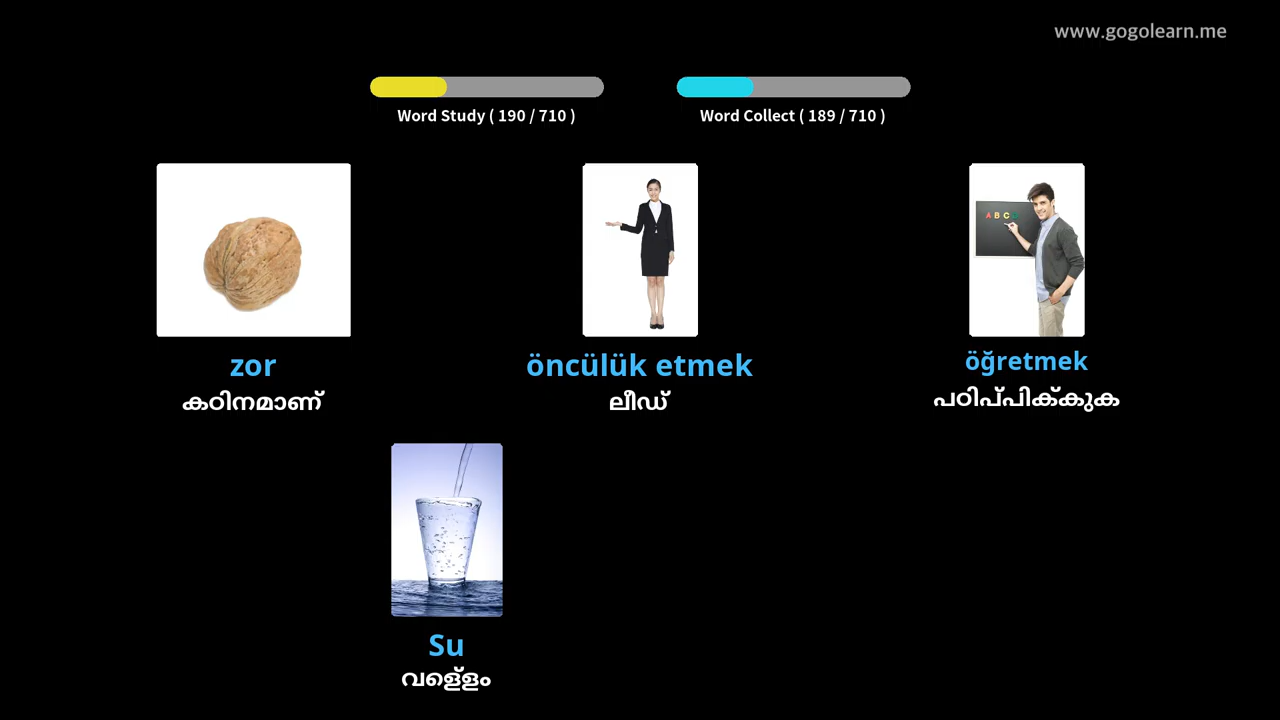 www.gogolearn.me
Word Study ( 190 / 710 )
Word Collect ( 189 / 710 )
zor
കഠിനമാണ്
öncülük etmek
ലീഡ്
öğretmek
പഠിപ്പിക്കുക
Su
വെള്ളം